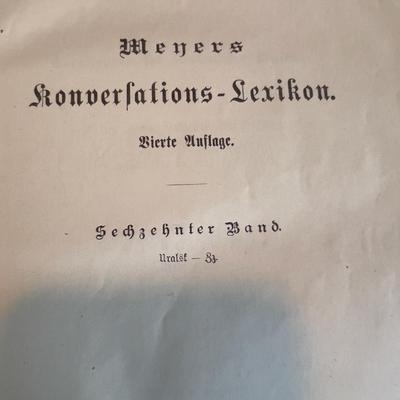 Meyers
Konversations-Lexikon.
Vierte Auflage.
Sechzehnter Band.
Uralsk — Zz.